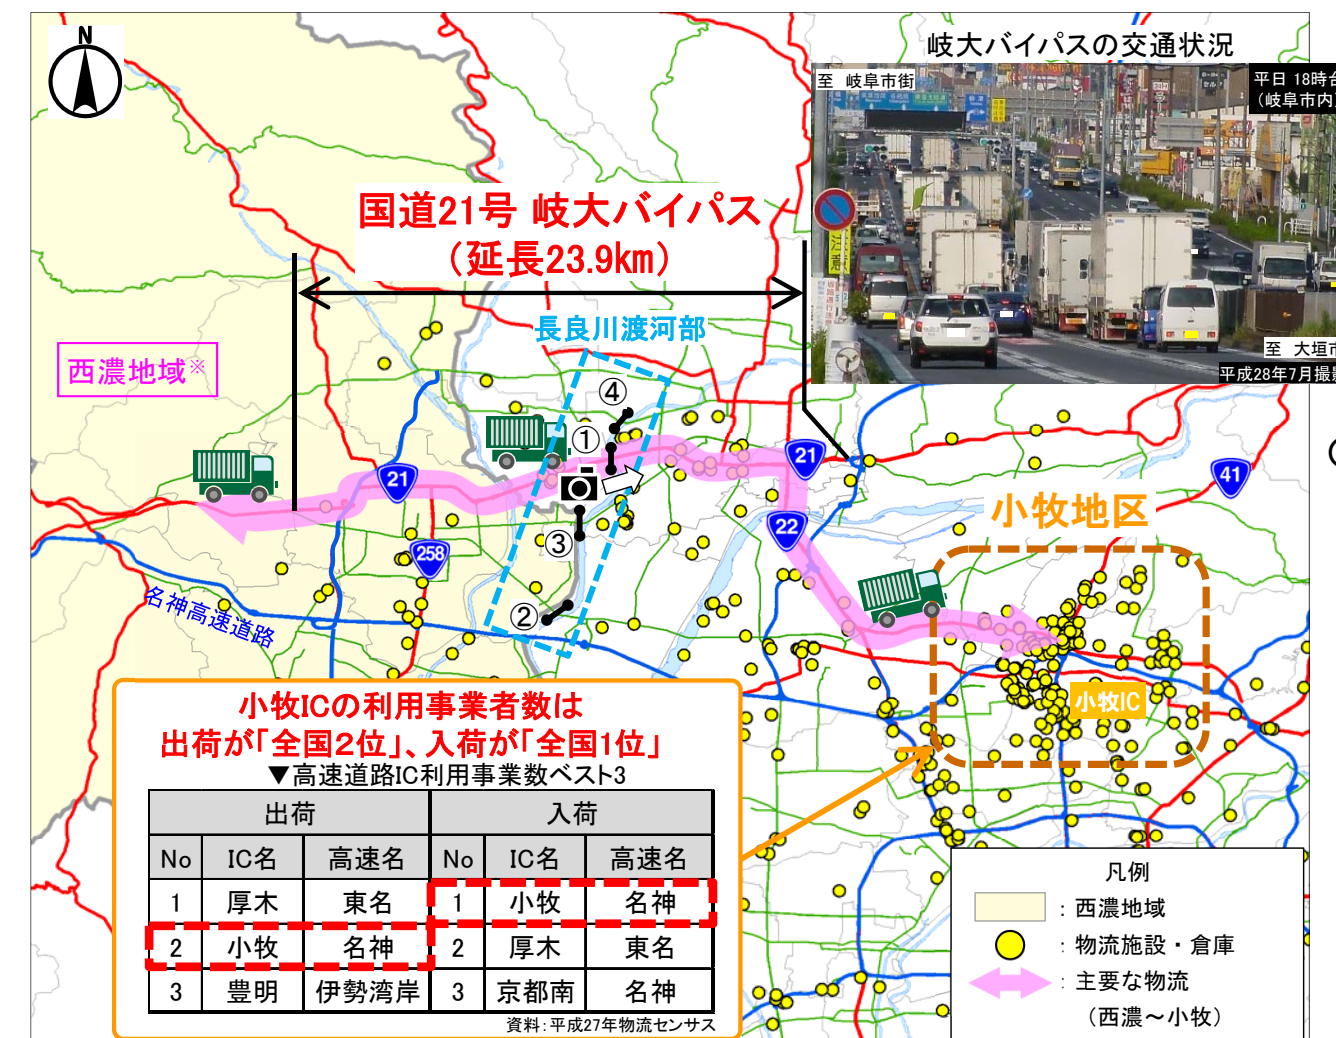 N
岐大バイパスの交通状況
至 岐阜市街
平日 18時台
(岐阜市内)
至 大垣市
平成28年7月撮影
国道21号 岐大バイパス
(延長23.9km)
長良川渡河部
西濃地域※
④
①
③
②
21
258
21
22
41
名神高速道路
小牧地区
小牧IC
小牧ICの利用事業者数は
出荷が「全国2位」、入荷が「全国1位」
▼高速道路IC利用事業数ベスト3
出荷 入荷
No IC名 高速名 No IC名 高速名
1 厚木 東名 1 小牧 名神
2 小牧 名神 2 厚木 東名
3 豊明 伊勢湾岸 3 京都南 名神
資料:平成27年物流センサス
凡例
:西濃地域
:物流施設・倉庫
:主要な物流
(西濃~小牧)